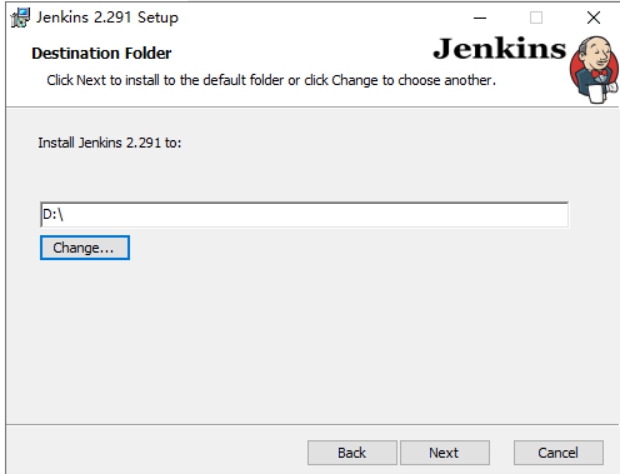 Jenkins 2.291 Setup
Destination Folder
Jenkins
Click Next to install to the default folder or click Change to choose another.
Install Jenkins 2.291 to:
D:\
Change...
Back Next Cancel